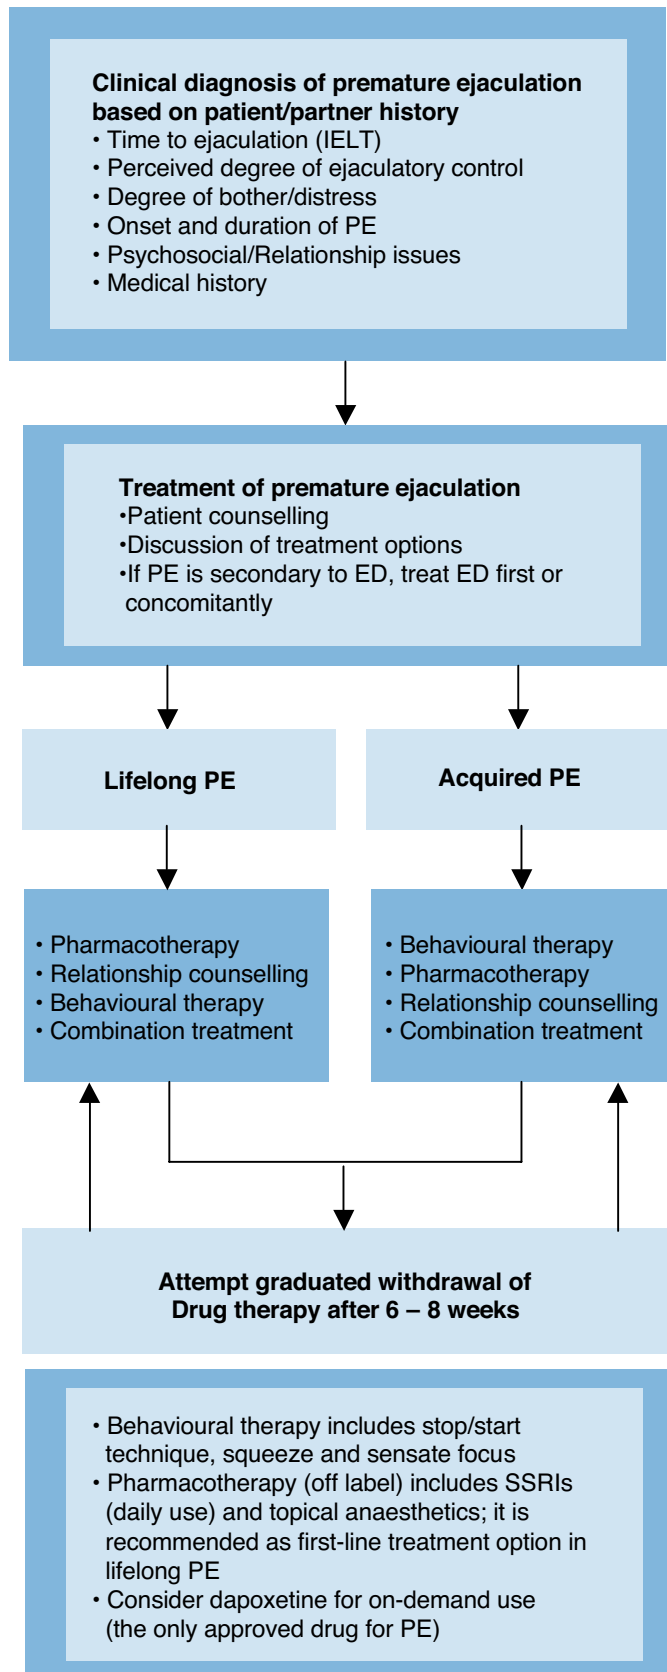 Clinical diagnosis of premature ejaculation
based on patient/partner history
• Time to ejaculation (IELT)
• Perceived degree of ejaculatory control
• Degree of bother/distress
• Onset and duration of PE
• Psychosocial/Relationship issues
• Medical history
Treatment of premature ejaculation
•Patient counselling
•Discussion of treatment options
•If PE is secondary to ED, treat ED first or
concomitantly
Lifelong PE
Acquired PE
• Pharmacotherapy
• Relationship counselling
• Behavioural therapy
• Combination treatment
• Behavioural therapy
• Pharmacotherapy
• Relationship counselling
• Combination treatment
Attempt graduated withdrawal of
Drug therapy after 6 – 8 weeks
• Behavioural therapy includes stop/start
technique, squeeze and sensate focus
• Pharmacotherapy (off label) includes SSRIs
(daily use) and topical anaesthetics; it is
recommended as first-line treatment option in
lifelong PE
• Consider dapoxetine for on-demand use
(the only approved drug for PE)